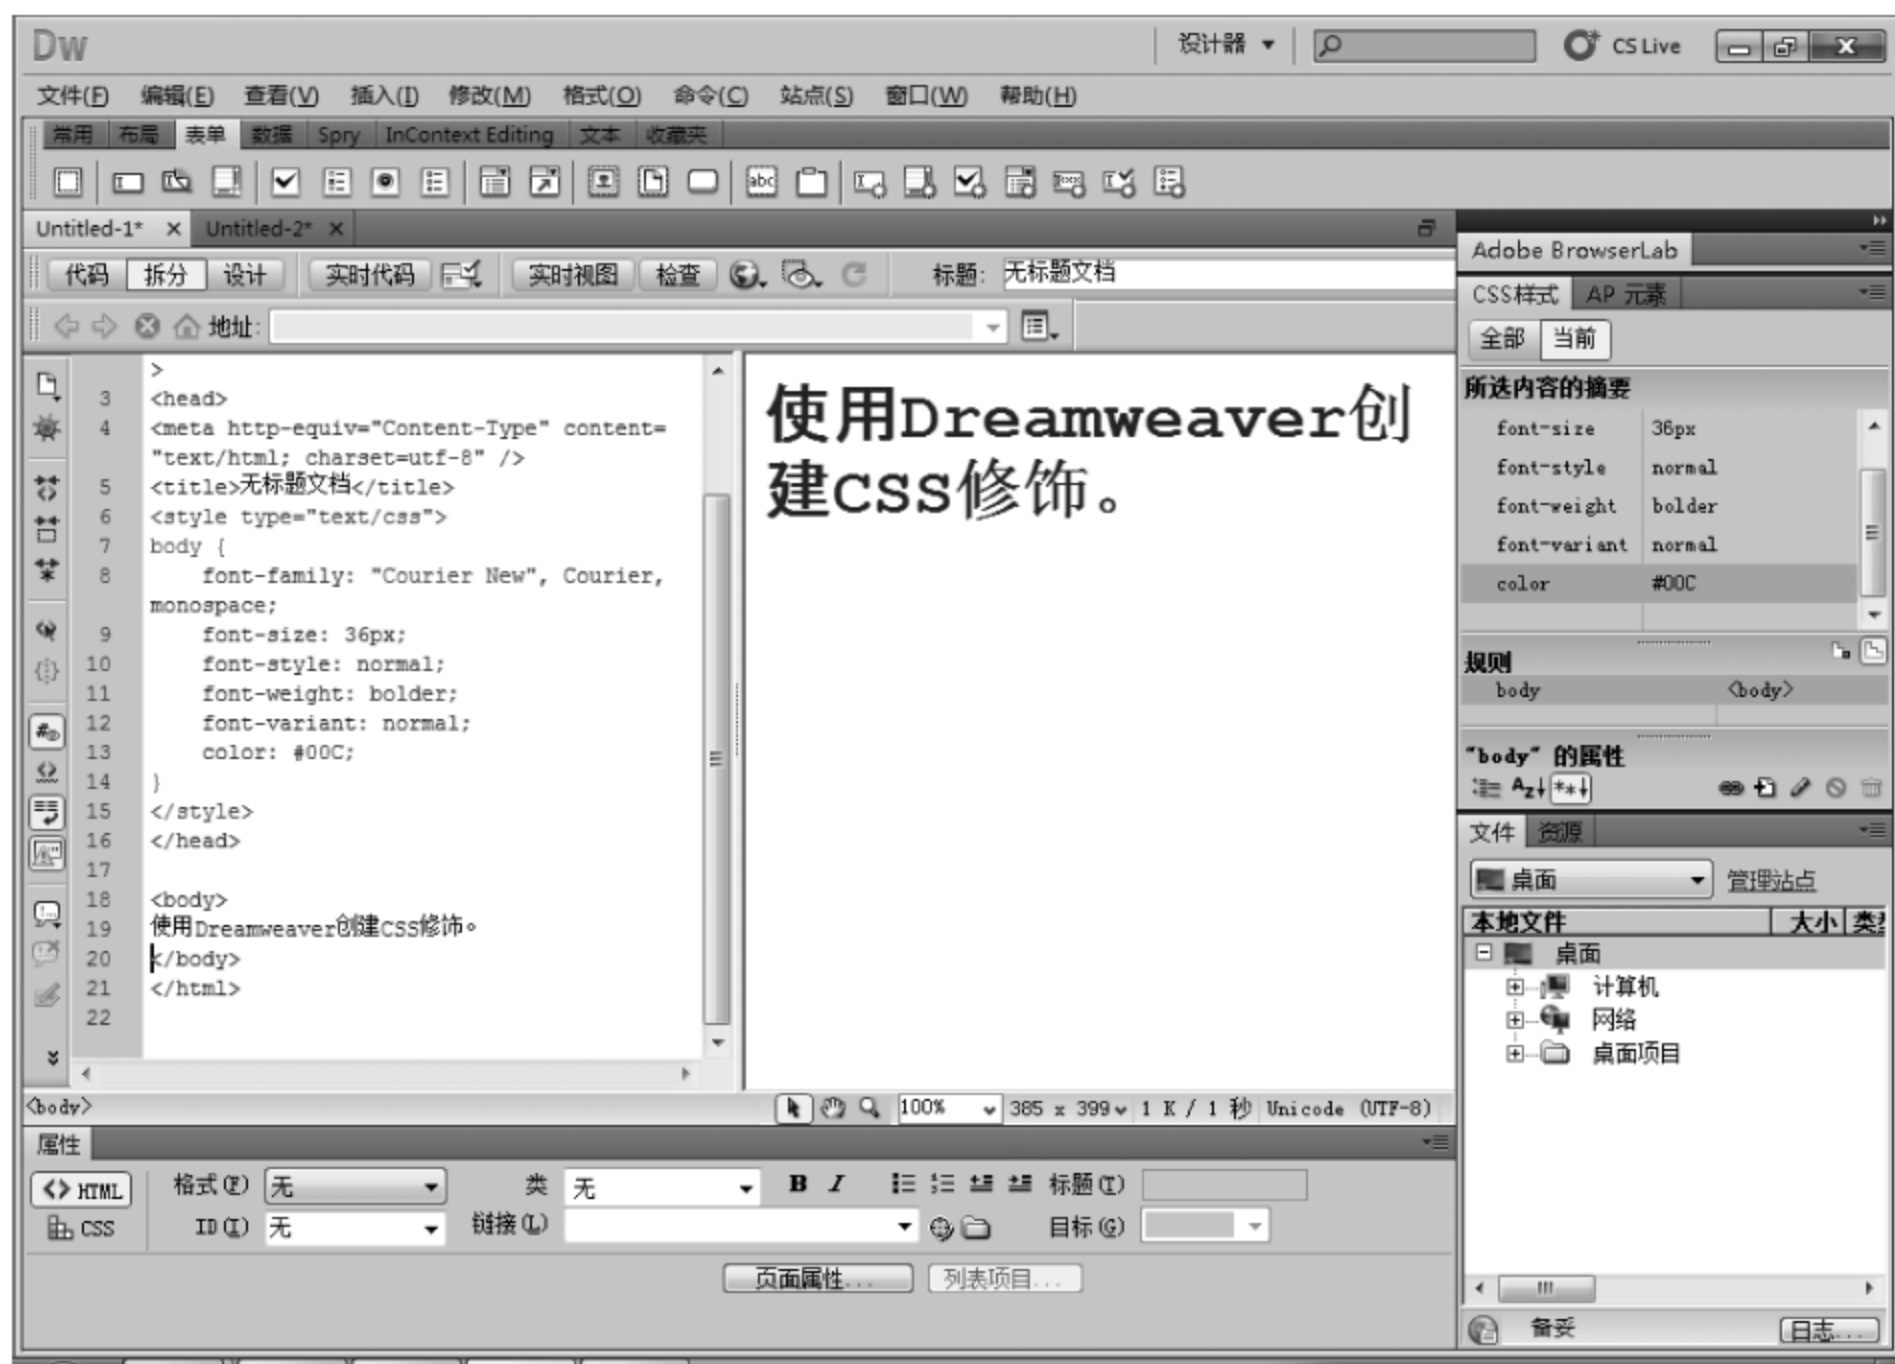 Dw 设计器 CS Live
文件(F) 编辑(E) 查看(V) 插入(I) 修改(M) 格式(O) 命令(C) 站点(S) 窗口(W) 帮助(H)
常用 布局 表单 数据 Spry InContext Editing 文本 收藏夹
Untitled-1* Untitled-2*
代码 拆分 设计 实时代码 实时视图 检查 标题: 无标题文档
地址:
>
3 <head>
4 <meta http-equiv="Content-Type" content=
"text/html; charset=utf-8" />
5 <title>无标题文档</title>
6 <style type="text/css">
7 body {
8 font-family: "Courier New", Courier,
monospace;
9 font-size: 36px;
10 font-style: normal;
11 font-weight: bolder;
12 font-variant: normal;
13 color: #00C;
14 }
15 </style>
16 </head>
17
18 <body>
19 使用Dreamweaver创建CSS修饰。
20 </body>
21 </html>
22
使用Dreamweaver创
建CSS修饰。
<body>
100% 385 x 399 1 K / 1 秒 Unicode (UTF-8)
Adobe BrowserLab
CSS样式 AP 元素
全部 当前
所选内容的摘要
font-size 36px
font-style normal
font-weight bolder
font-variant normal
color #00C
规则
body <body>
"body" 的属性
文件 资源
桌面 管理站点
本地文件 大小
桌面
计算机
网络
桌面项目
备妥 日志...
属性
<> HTML 格式(F) 无 类 无 B I 标题(T)
CSS ID(I) 无 链接(L) 目标(G)
页面属性... 列表项目...